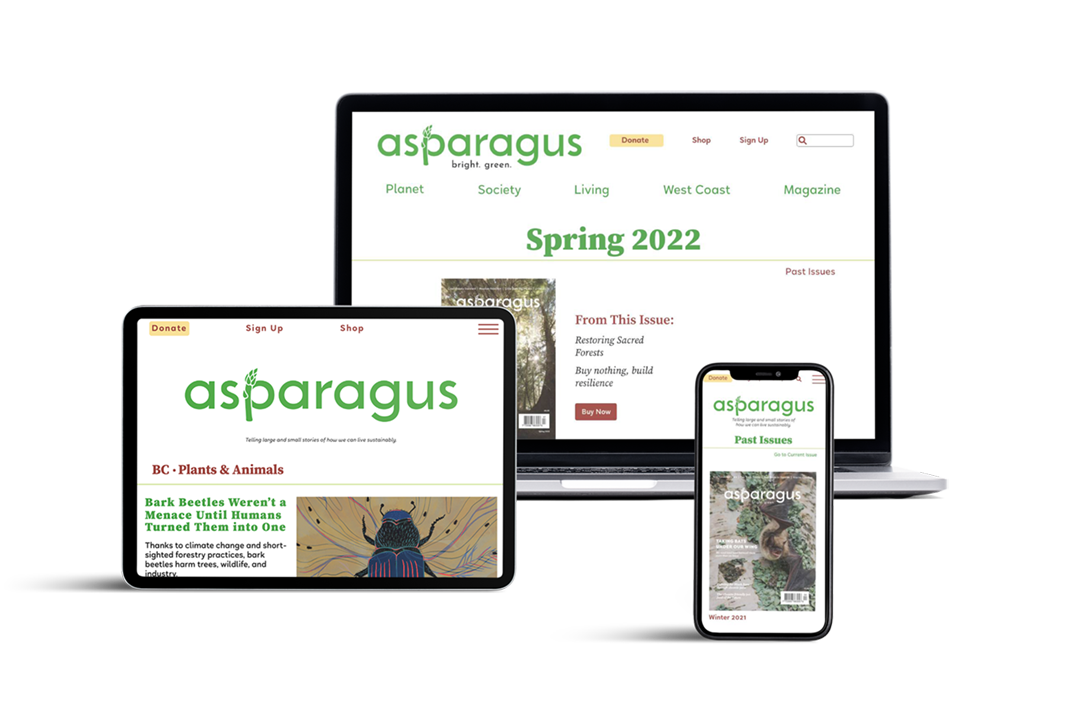 asparagus
bright. green.
Donate
Shop
Sign Up
Planet
Society
Living
West Coast
Magazine
Spring 2022
Past Issues
asparagus
From This Issue:
Restoring Sacred
Forests
Buy nothing, build
resilience
Buy Now
Donate
Sign Up
Shop
asparagus
Telling large and small stories of how we can live sustainably
BC • Plants & Animals
Bark Beetles Weren't a
Menace Until Humans
Turned Them into One
Thanks to climate change and short-
sighted forestry practices, bark
beetles harm trees, wildlife, and
industry.
Donate
asparagus
Telling large and small stories of
how we can live sustainably.
Past Issues
Go to Current Issue
asparagus
TAKING BATS
UNDER OUR WING
Winter 2021